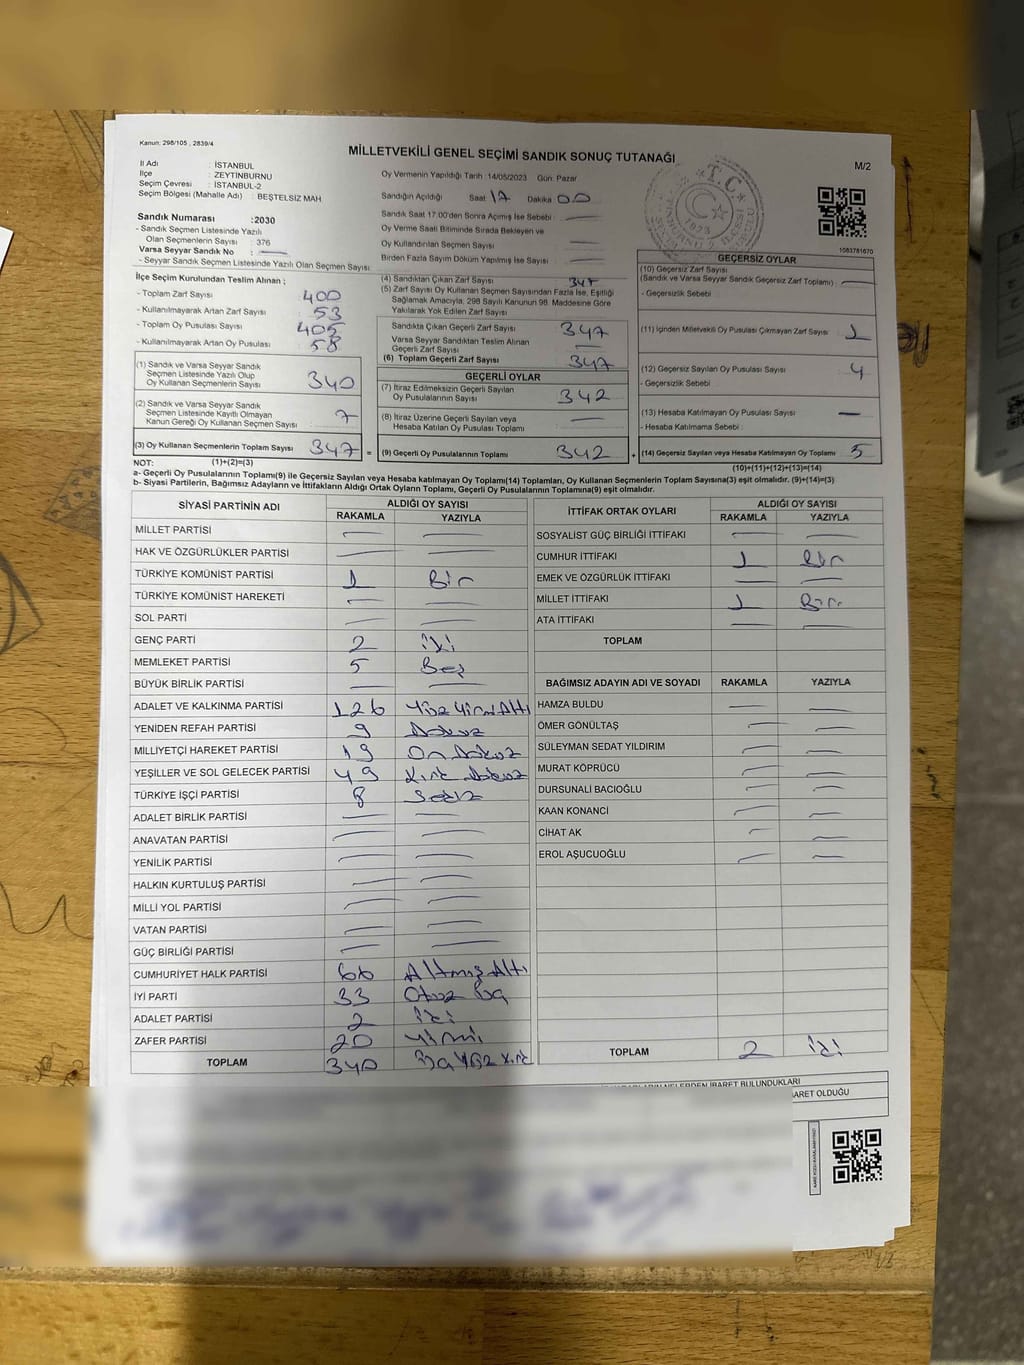 Kanun: 298/105 , 2839/4
MİLLETVEKİLİ GENEL SEÇİMİ SANDIK SONUÇ TUTANAĞI
M/2
İl Adı : İSTANBUL
İlçe : ZEYTİNBURNU
Seçim Çevresi : İSTANBUL-2
Seçim Bölgesi (Mahalle Adı) : BEŞTELSİZ MAH
Sandık Numarası :2030
- Sandık Seçmen Listesinde Yazılı
Olan Seçmenlerin Sayısı : 376
Varsa Seyyar Sandık No :
- Seyyar Sandık Seçmen Listesinde Yazılı Olan Seçmen Sayısı:
Oy Vermenin Yapıldığı Tarih : 14/05/2023 Gün: Pazar
Sandığın Açıldığı Saat 17 Dakika 00
Sandık Saat 17:00'den Sonra Açılmış İse Sebebi :
Oy Verme Saati Bitiminde Sırada Bekleyen ve
Oy Kullandırılan Seçmen Sayısı
Birden Fazla Sayım Döküm Yapılmış İse Sayısı :
T.C.
2023
1083781670
İlçe Seçim Kurulundan Teslim Alınan ;
- Toplam Zarf Sayısı : 400
- Kullanılmayarak Artan Zarf Sayısı : 53
- Toplam Oy Pusulası Sayısı : 405
- Kullanılmayarak Artan Oy Pusulası : 58
(1) Sandık ve Varsa Seyyar Sandık
Seçmen Listesinde Yazılı Olup
Oy Kullanan Seçmenlerin Sayısı : 340
(2) Sandık ve Varsa Seyyar Sandık
Seçmen Listesinde Kayıtlı Olmayan
Kanun Gereği Oy Kullanan Seçmen Sayısı : 7
(3) Oy Kullanan Seçmenlerin Toplam Sayısı : 347 =
(4) Sandıktan Çıkan Zarf Sayısı : 347
(5) Zarf Sayısı Oy Kullanan Seçmen Sayısından Fazla İse, Eşitliği
Sağlamak Amacıyla, 298 Sayılı Kanunun 98. Maddesine Göre
Yakılarak Yok Edilen Zarf Sayısı :
Sandıkta Çıkan Geçerli Zarf Sayısı : 347
Varsa Seyyar Sandıktan Teslim Alınan
Geçerli Zarf Sayısı :
(6) Toplam Geçerli Zarf Sayısı : 347
GEÇERLİ OYLAR
(7) İtiraz Edilmeksizin Geçerli Sayılan
Oy Pusulalarının Sayısı : 342
(8) İtiraz Üzerine Geçerli Sayılan veya
Hesaba Katılan Oy Pusulası Toplamı :
(9) Geçerli Oy Pusulalarının Toplamı : 342 +
GEÇERSİZ OYLAR
(10) Geçersiz Zarf Sayısı
(Sandık ve Varsa Seyyar Sandık Geçersiz Zarf Toplamı) :
- Geçersizlik Sebebi :
(11) İçinden Milletvekili Oy Pusulası Çıkmayan Zarf Sayısı : 1
(12) Geçersiz Sayılan Oy Pusulası Sayısı : 4
- Geçersizlik Sebebi :
(13) Hesaba Katılmayan Oy Pusulası Sayısı :
- Hesaba Katılmama Sebebi :
(14) Geçersiz Sayılan veya Hesaba Katılmayan Oy Toplamı : 5
NOT: (1)+(2)=(3)
(10)+(11)+(12)+(13)=(14)
a- Geçerli Oy Pusulalarının Toplamı(9) ile Geçersiz Sayılan veya Hesaba katılmayan Oy Toplamı(14) Toplamları, Oy Kullanan Seçmenlerin Toplam Sayısına(3) eşit olmalıdır. (9)+(14)=(3)
b- Siyasi Partilerin, Bağımsız Adayların ve İttifakların Aldığı Ortak Oyların Toplamı, Geçerli Oy Pusulalarının Toplamına(9) eşit olmalıdır.
SİYASİ PARTİNİN ADI ALDIĞI OY SAYISI
RAKAMLA YAZIYLA
MİLLET PARTİSİ
HAK VE ÖZGÜRLÜKLER PARTİSİ
TÜRKİYE KOMÜNİST PARTİSİ 1 Bir
TÜRKİYE KOMÜNİST HAREKETİ
SOL PARTİ
GENÇ PARTİ 2 iki
MEMLEKET PARTİSİ 5 Beş
BÜYÜK BİRLİK PARTİSİ
ADALET VE KALKINMA PARTİSİ 126 Yüz Yirmi Altı
YENİDEN REFAH PARTİSİ 9 Dokuz
MİLLİYETÇİ HAREKET PARTİSİ 19 On Dokuz
YEŞİLLER VE SOL GELECEK PARTİSİ 49 Kırk Dokuz
TÜRKİYE İŞÇİ PARTİSİ 8 Sekiz
ADALET BİRLİK PARTİSİ
ANAVATAN PARTİSİ
YENİLİK PARTİSİ
HALKIN KURTULUŞ PARTİSİ
MİLLİ YOL PARTİSİ
VATAN PARTİSİ
GÜÇ BİRLİĞİ PARTİSİ
CUMHURİYET HALK PARTİSİ 66 Altmış Altı
İYİ PARTİ 33 Otuz üç
ADALET PARTİSİ 2 iki
ZAFER PARTİSİ 20 Yirmi
TOPLAM 340 üç Yüz Kırk
İTTİFAK ORTAK OYLARI ALDIĞI OY SAYISI
RAKAMLA YAZIYLA
SOSYALİST GÜÇ BİRLİĞİ İTTİFAKI
CUMHUR İTTİFAKI 1 Bir
EMEK VE ÖZGÜRLÜK İTTİFAKI
MİLLET İTTİFAKI 1 Bir
ATA İTTİFAKI
TOPLAM
BAĞIMSIZ ADAYIN ADI VE SOYADI RAKAMLA YAZIYLA
HAMZA BULDU
ÖMER GÖNÜLTAŞ
SÜLEYMAN SEDAT YILDIRIM
MURAT KÖPRÜCÜ
DURSUNALİ BACIOĞLU
KAAN KONANCİ
CİHAT AK
EROL AŞUCUOĞLU
TOPLAM 2 iki
İBARET BULUNDUKLARI
BARET OLDUĞU